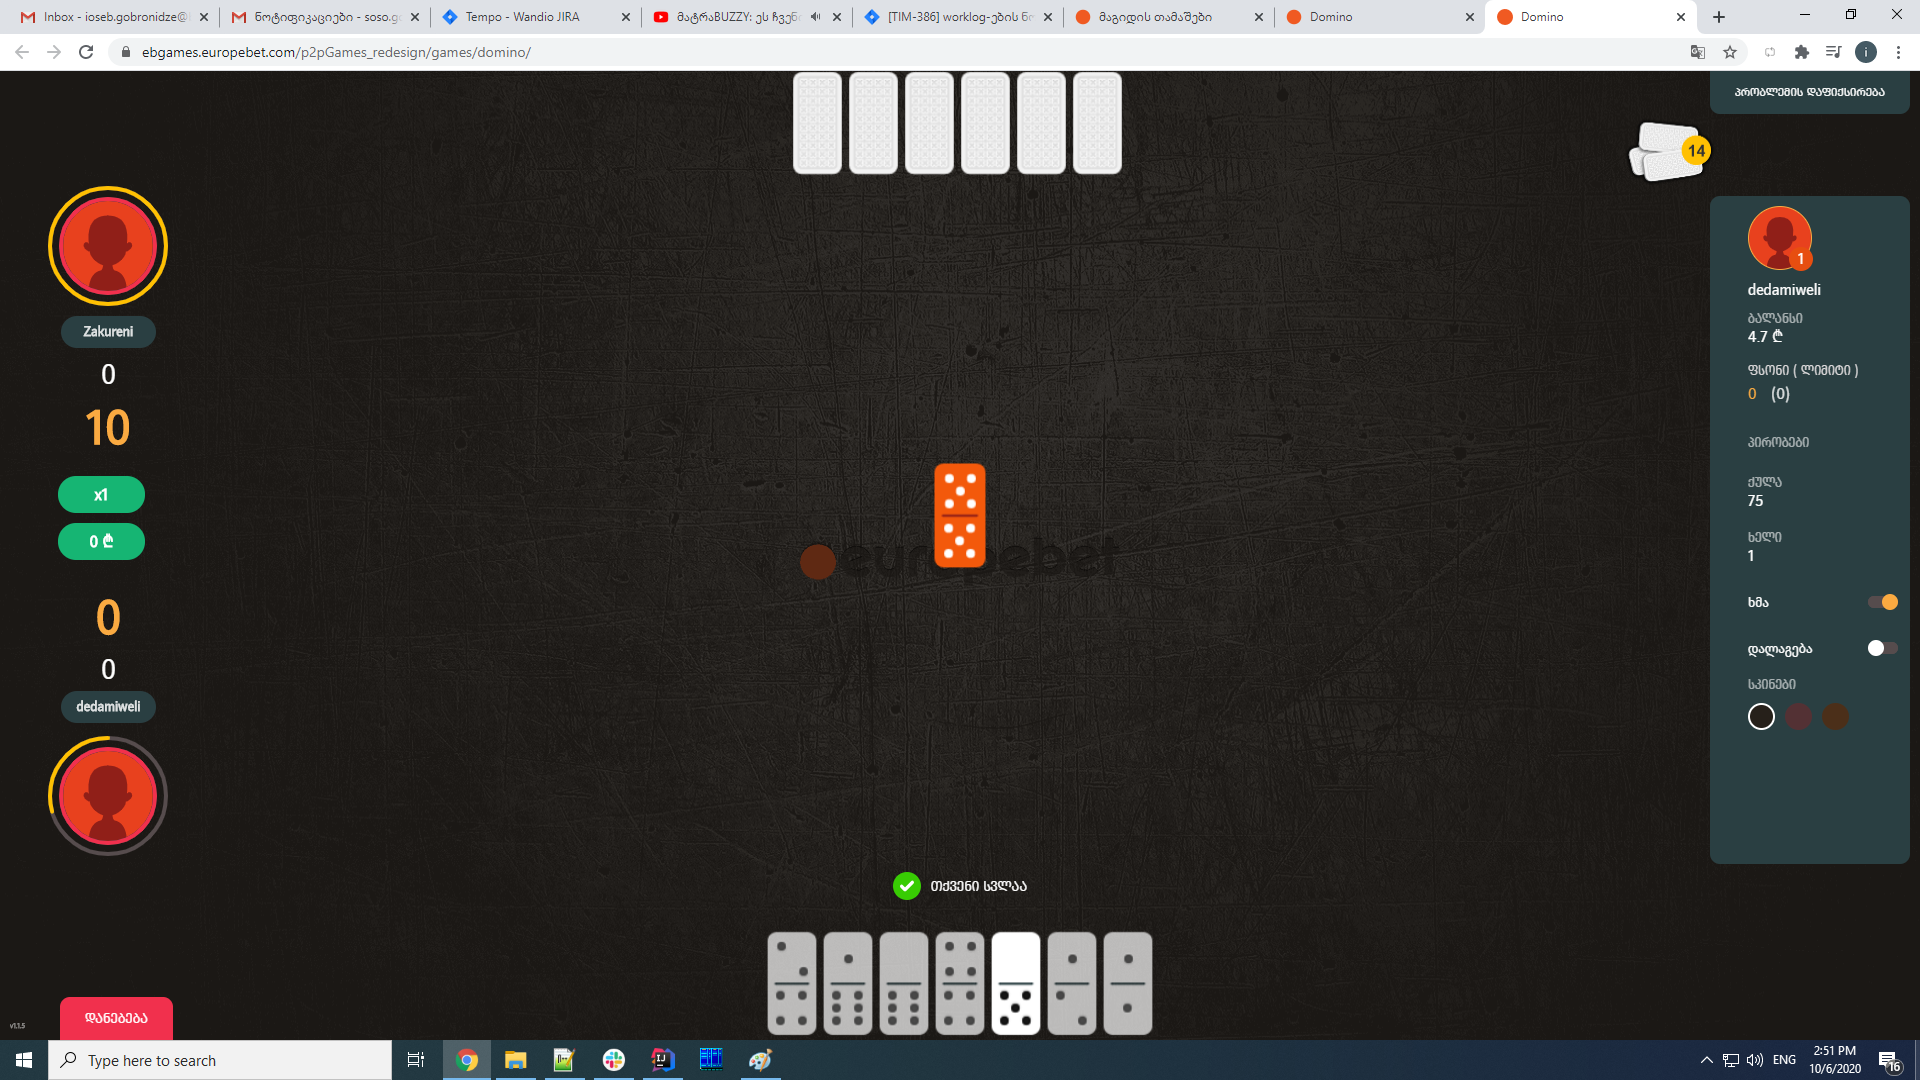 Inbox - ioseb.gobronidze@
ნოტიფიკაციები - soso.go
Tempo - Wandio JIRA
მატრაBUZZY: ეს ჩვენ
[TIM-386] worklog-ების ნო
მაგიდის თამაშები
Domino
Domino
ebgames.europebet.com/p2pGames_redesign/games/domino/
i
პრობლემის დაფიქსირება
14
1
dedamiweli
ბალანსი
4.7 ₾
ფსონი ( ლიმიტი )
0 (0)
პირობები
ქულა
75
ხელი
1
ხმა
დალაგება
სკინები
Zakureni
0
10
x1
0 ₾
0
0
dedamiweli
europebet
თქვენი სვლაა
დანებება
v1.1.5
Type here to search
ENG
2:51 PM
10/6/2020
16